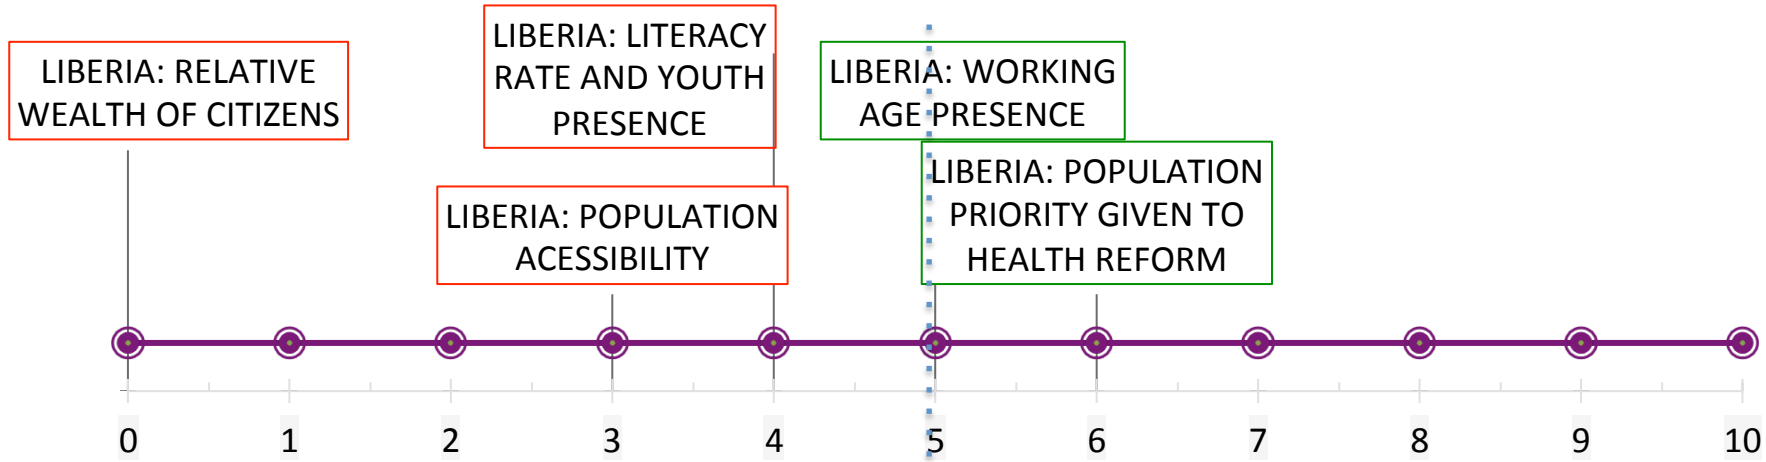 LIBERIA: RELATIVE
WEALTH OF CITIZENS
LIBERIA: LITERACY
RATE AND YOUTH
PRESENCE
LIBERIA: POPULATION
ACESSIBILITY
LIBERIA: WORKING
AGE PRESENCE
LIBERIA: POPULATION
PRIORITY GIVEN TO
HEALTH REFORM
0 1 2 3 4 5 6 7 8 9 10